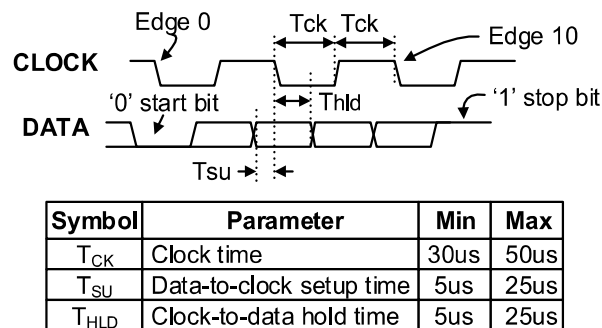 Edge 0
Tck Tck
Edge 10
CLOCK
'0' start bit
Thld
'1' stop bit
DATA
Tsu
Symbol Parameter Min Max
TCK Clock time 30us 50us
TSU Data-to-clock setup time 5us 25us
THLD Clock-to-data hold time 5us 25us